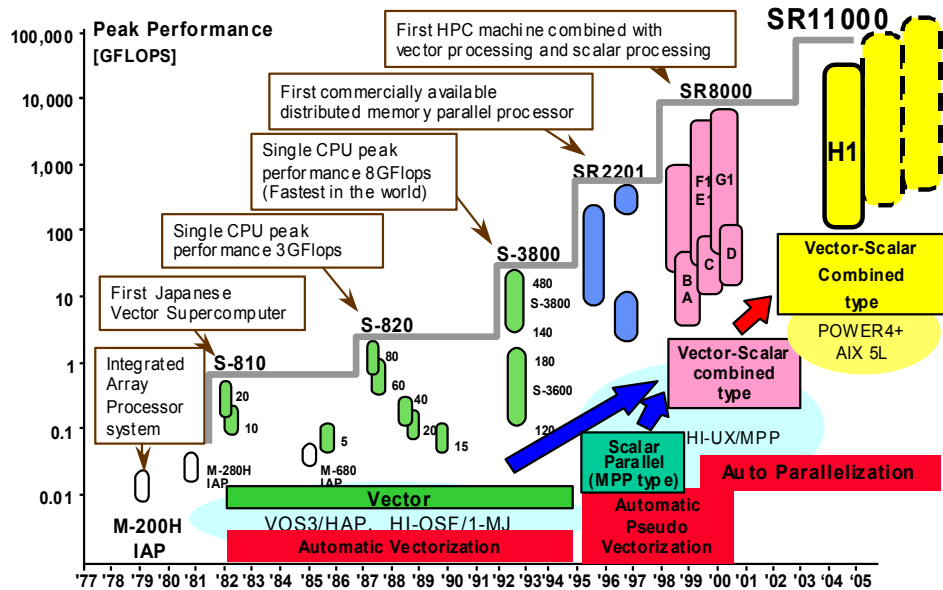 Peak Performance
[GFLOPS]
100,000
10,000
1,000
100
10
1
0.1
0.01
First HPC machine combined with
vector processing and scalar processing
First commercially available
distributed memory parallel processor
Single CPU peak
performance 8GFlops
(Fastest in the world)
Single CPU peak
performance 3GFlops
First Japanese
Vector Supercomputer
Integrated
Array
Processor
system
SR11000
SR8000
SR2201
S-3800
S-820
S-810
H1
F1
E1
G1
B
A
C
D
480
S-3800
140
180
S-3600
120
80
60
40
20
15
20
10
5
M-280H
IAP
M-680
IAP
M-200H
IAP
Vector-Scalar
Combined
type
POWER4+
AIX 5L
Vector-Scalar
combined
type
HI-UX/MPP
Scalar
Parallel
(MPP type)
Auto Parallelization
Automatic
Pseudo
Vectorization
Vector
VOS3/HAP, HI-OSF/1-MJ
Automatic Vectorization
'77 '78 '79 '80 '81 '82 '83 '84 '85 '86 '87 '88 '89 '90 '91 '92 '93 '94 '95 '96 '97 '98 '99 '00 '01 '02 '03 '04 '05